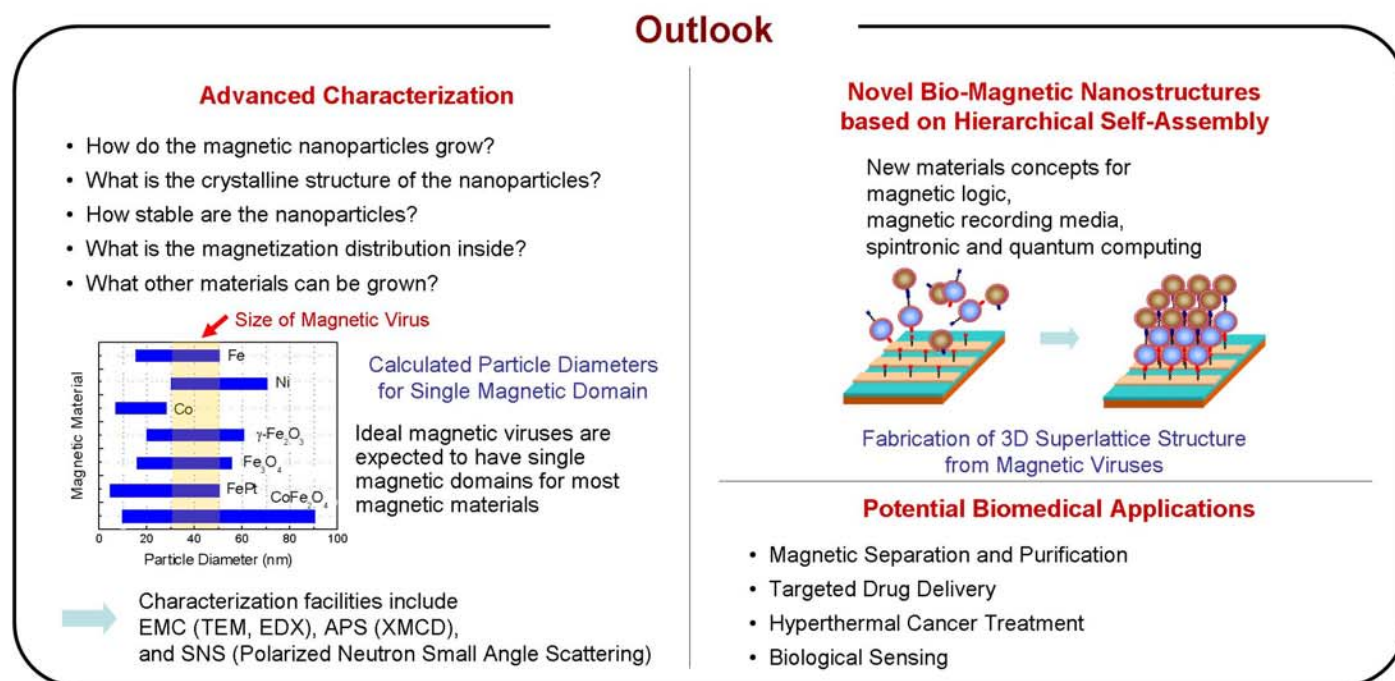 Outlook
Advanced Characterization
• How do the magnetic nanoparticles grow?
• What is the crystalline structure of the nanoparticles?
• How stable are the nanoparticles?
• What is the magnetization distribution inside?
• What other materials can be grown?
Size of Magnetic Virus
Magnetic Material
Fe
Ni
Co
γ-Fe₂O₃
Fe₃O₄
FePt
CoFe₂O₄
0 20 40 60 80 100
Particle Diameter (nm)
Calculated Particle Diameters
for Single Magnetic Domain
Ideal magnetic viruses are
expected to have single
magnetic domains for most
magnetic materials
Characterization facilities include
EMC (TEM, EDX), APS (XMCD),
and SNS (Polarized Neutron Small Angle Scattering)
Novel Bio-Magnetic Nanostructures
based on Hierarchical Self-Assembly
New materials concepts for
magnetic logic,
magnetic recording media,
spintronic and quantum computing
Fabrication of 3D Superlattice Structure
from Magnetic Viruses
Potential Biomedical Applications
• Magnetic Separation and Purification
• Targeted Drug Delivery
• Hyperthermal Cancer Treatment
• Biological Sensing